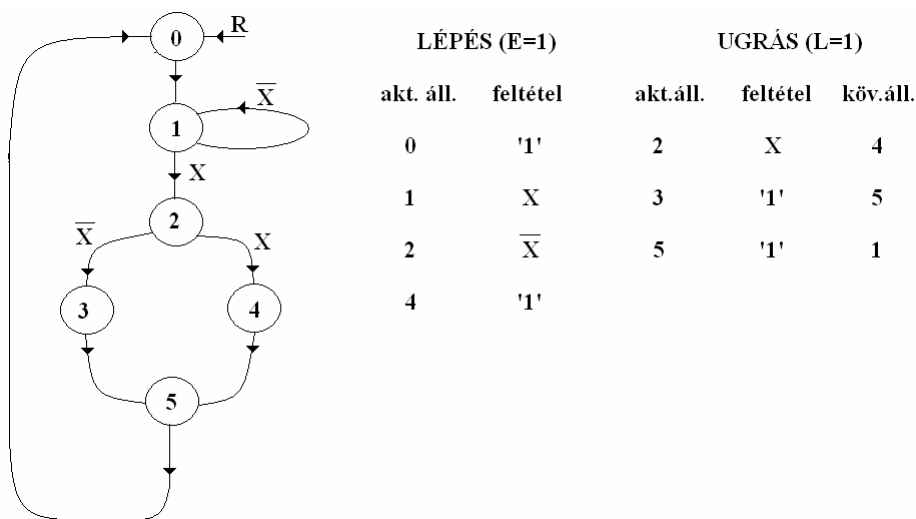 0
R
X̅
1
X
2
X̅
X
3
4
5
LÉPÉS (E=1)
akt. áll. feltétel
0 '1'
1 X
2 X̅
4 '1'
UGRÁS (L=1)
akt.áll. feltétel köv.áll.
2 X 4
3 '1' 5
5 '1' 1